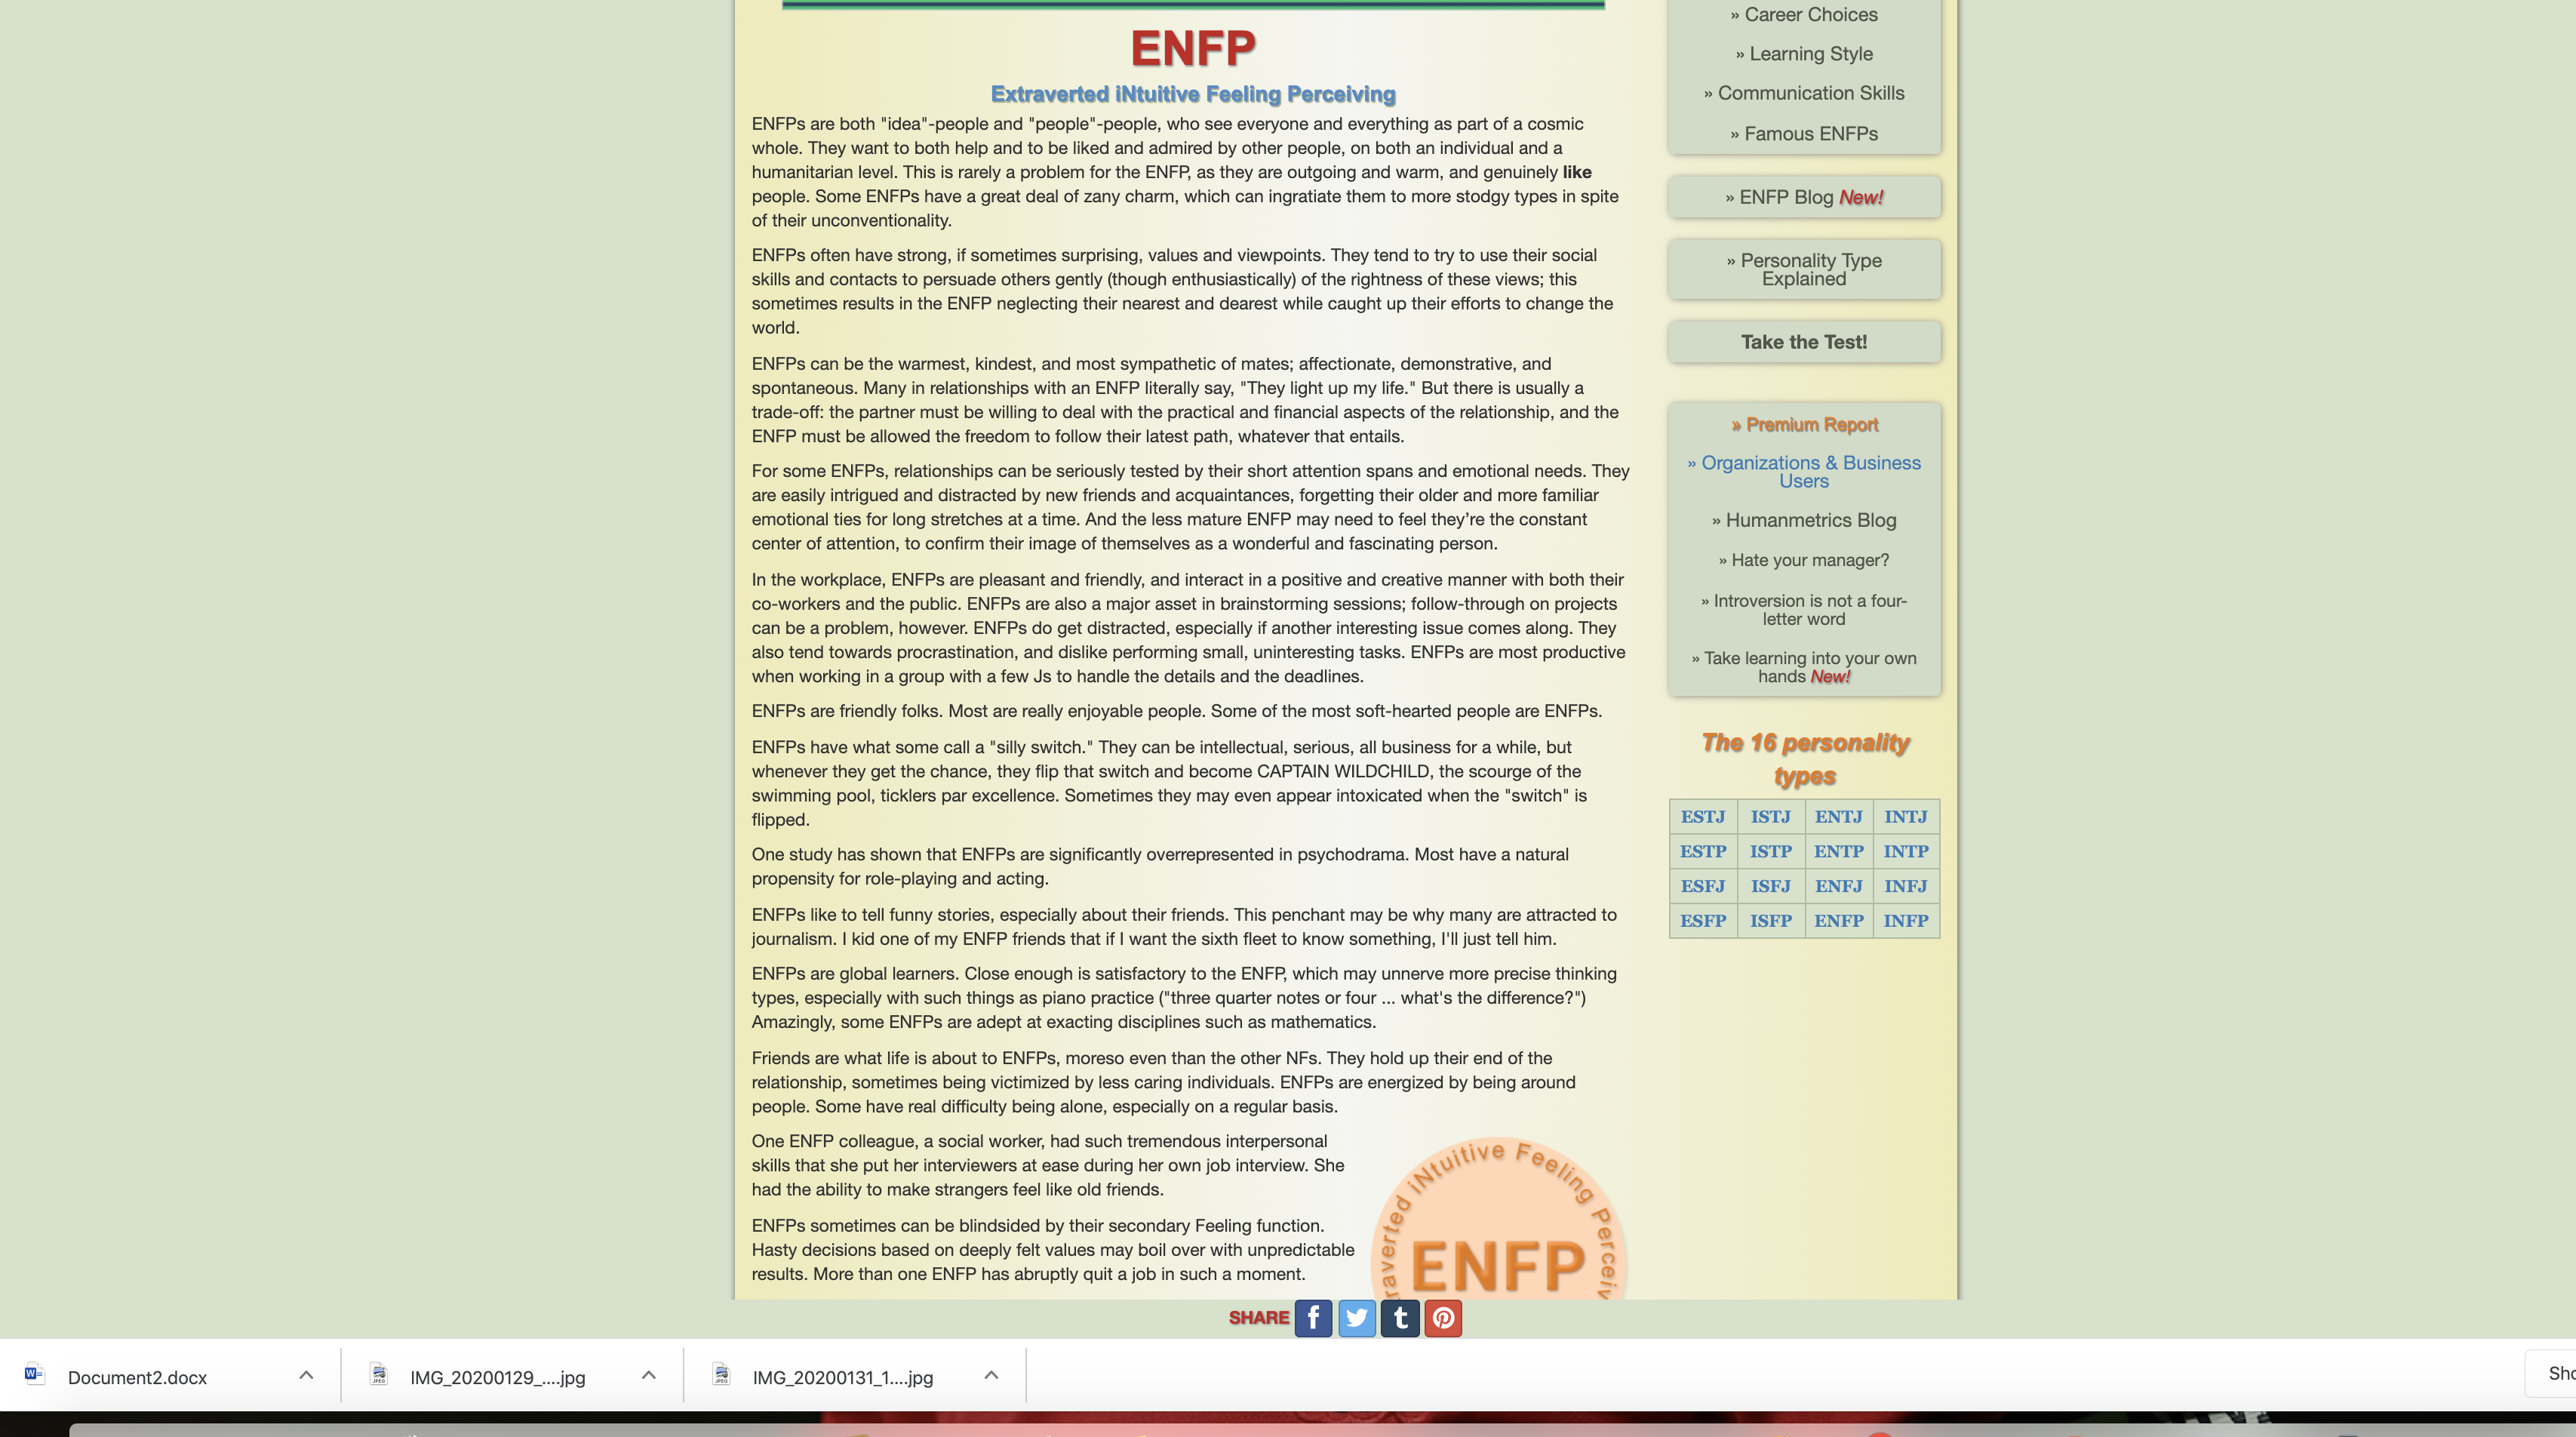 ENFP
Extraverted iNtuitive Feeling Perceiving
ENFPs are both "idea"-people and "people"-people, who see everyone and everything as part of a cosmic
whole. They want to both help and to be liked and admired by other people, on both an individual and a
humanitarian level. This is rarely a problem for the ENFP, as they are outgoing and warm, and genuinely like
people. Some ENFPs have a great deal of zany charm, which can ingratiate them to more stodgy types in spite
of their unconventionality.
ENFPs often have strong, if sometimes surprising, values and viewpoints. They tend to try to use their social
skills and contacts to persuade others gently (though enthusiastically) of the rightness of these views; this
sometimes results in the ENFP neglecting their nearest and dearest while caught up their efforts to change the
world.
ENFPs can be the warmest, kindest, and most sympathetic of mates; affectionate, demonstrative, and
spontaneous. Many in relationships with an ENFP literally say, "They light up my life." But there is usually a
trade-off: the partner must be willing to deal with the practical and financial aspects of the relationship, and the
ENFP must be allowed the freedom to follow their latest path, whatever that entails.
For some ENFPs, relationships can be seriously tested by their short attention spans and emotional needs. They
are easily intrigued and distracted by new friends and acquaintances, forgetting their older and more familiar
emotional ties for long stretches at a time. And the less mature ENFP may need to feel they’re the constant
center of attention, to confirm their image of themselves as a wonderful and fascinating person.
In the workplace, ENFPs are pleasant and friendly, and interact in a positive and creative manner with both their
co-workers and the public. ENFPs are also a major asset in brainstorming sessions; follow-through on projects
can be a problem, however. ENFPs do get distracted, especially if another interesting issue comes along. They
also tend towards procrastination, and dislike performing small, uninteresting tasks. ENFPs are most productive
when working in a group with a few Js to handle the details and the deadlines.
ENFPs are friendly folks. Most are really enjoyable people. Some of the most soft-hearted people are ENFPs.
ENFPs have what some call a "silly switch." They can be intellectual, serious, all business for a while, but
whenever they get the chance, they flip that switch and become CAPTAIN WILDCHILD, the scourge of the
swimming pool, ticklers par excellence. Sometimes they may even appear intoxicated when the "switch" is
flipped.
One study has shown that ENFPs are significantly overrepresented in psychodrama. Most have a natural
propensity for role-playing and acting.
ENFPs like to tell funny stories, especially about their friends. This penchant may be why many are attracted to
journalism. I kid one of my ENFP friends that if I want the sixth fleet to know something, I'll just tell him.
ENFPs are global learners. Close enough is satisfactory to the ENFP, which may unnerve more precise thinking
types, especially with such things as piano practice ("three quarter notes or four ... what's the difference?")
Amazingly, some ENFPs are adept at exacting disciplines such as mathematics.
Friends are what life is about to ENFPs, moreso even than the other NFs. They hold up their end of the
relationship, sometimes being victimized by less caring individuals. ENFPs are energized by being around
people. Some have real difficulty being alone, especially on a regular basis.
One ENFP colleague, a social worker, had such tremendous interpersonal
skills that she put her interviewers at ease during her own job interview. She
had the ability to make strangers feel like old friends.
ENFPs sometimes can be blindsided by their secondary Feeling function.
Hasty decisions based on deeply felt values may boil over with unpredictable
results. More than one ENFP has abruptly quit a job in such a moment.
raverted iNtuitive Feeling Perceiv
ENFP
» Career Choices
» Learning Style
» Communication Skills
» Famous ENFPs
» ENFP Blog New!
» Personality Type
Explained
Take the Test!
» Premium Report
» Organizations & Business
Users
» Humanmetrics Blog
» Hate your manager?
» Introversion is not a four-
letter word
» Take learning into your own
hands New!
The 16 personality
types
ESTJ ISTJ ENTJ INTJ
ESTP ISTP ENTP INTP
ESFJ ISFJ ENFJ INFJ
ESFP ISFP ENFP INFP
SHARE
Document2.docx
IMG_20200129_....jpg
IMG_20200131_1....jpg
Sho